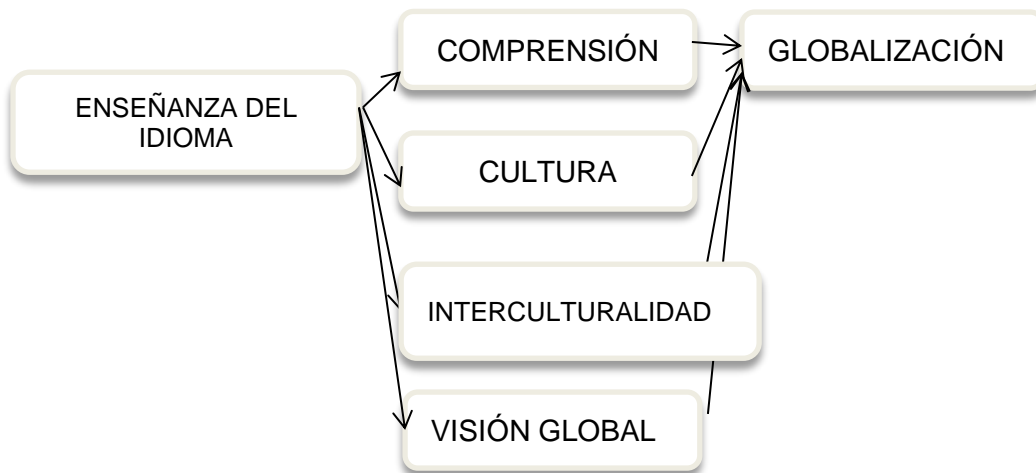 COMPRENSIÓN
GLOBALIZACIÓN
ENSEÑANZA DEL
IDIOMA
CULTURA
INTERCULTURALIDAD
VISIÓN GLOBAL